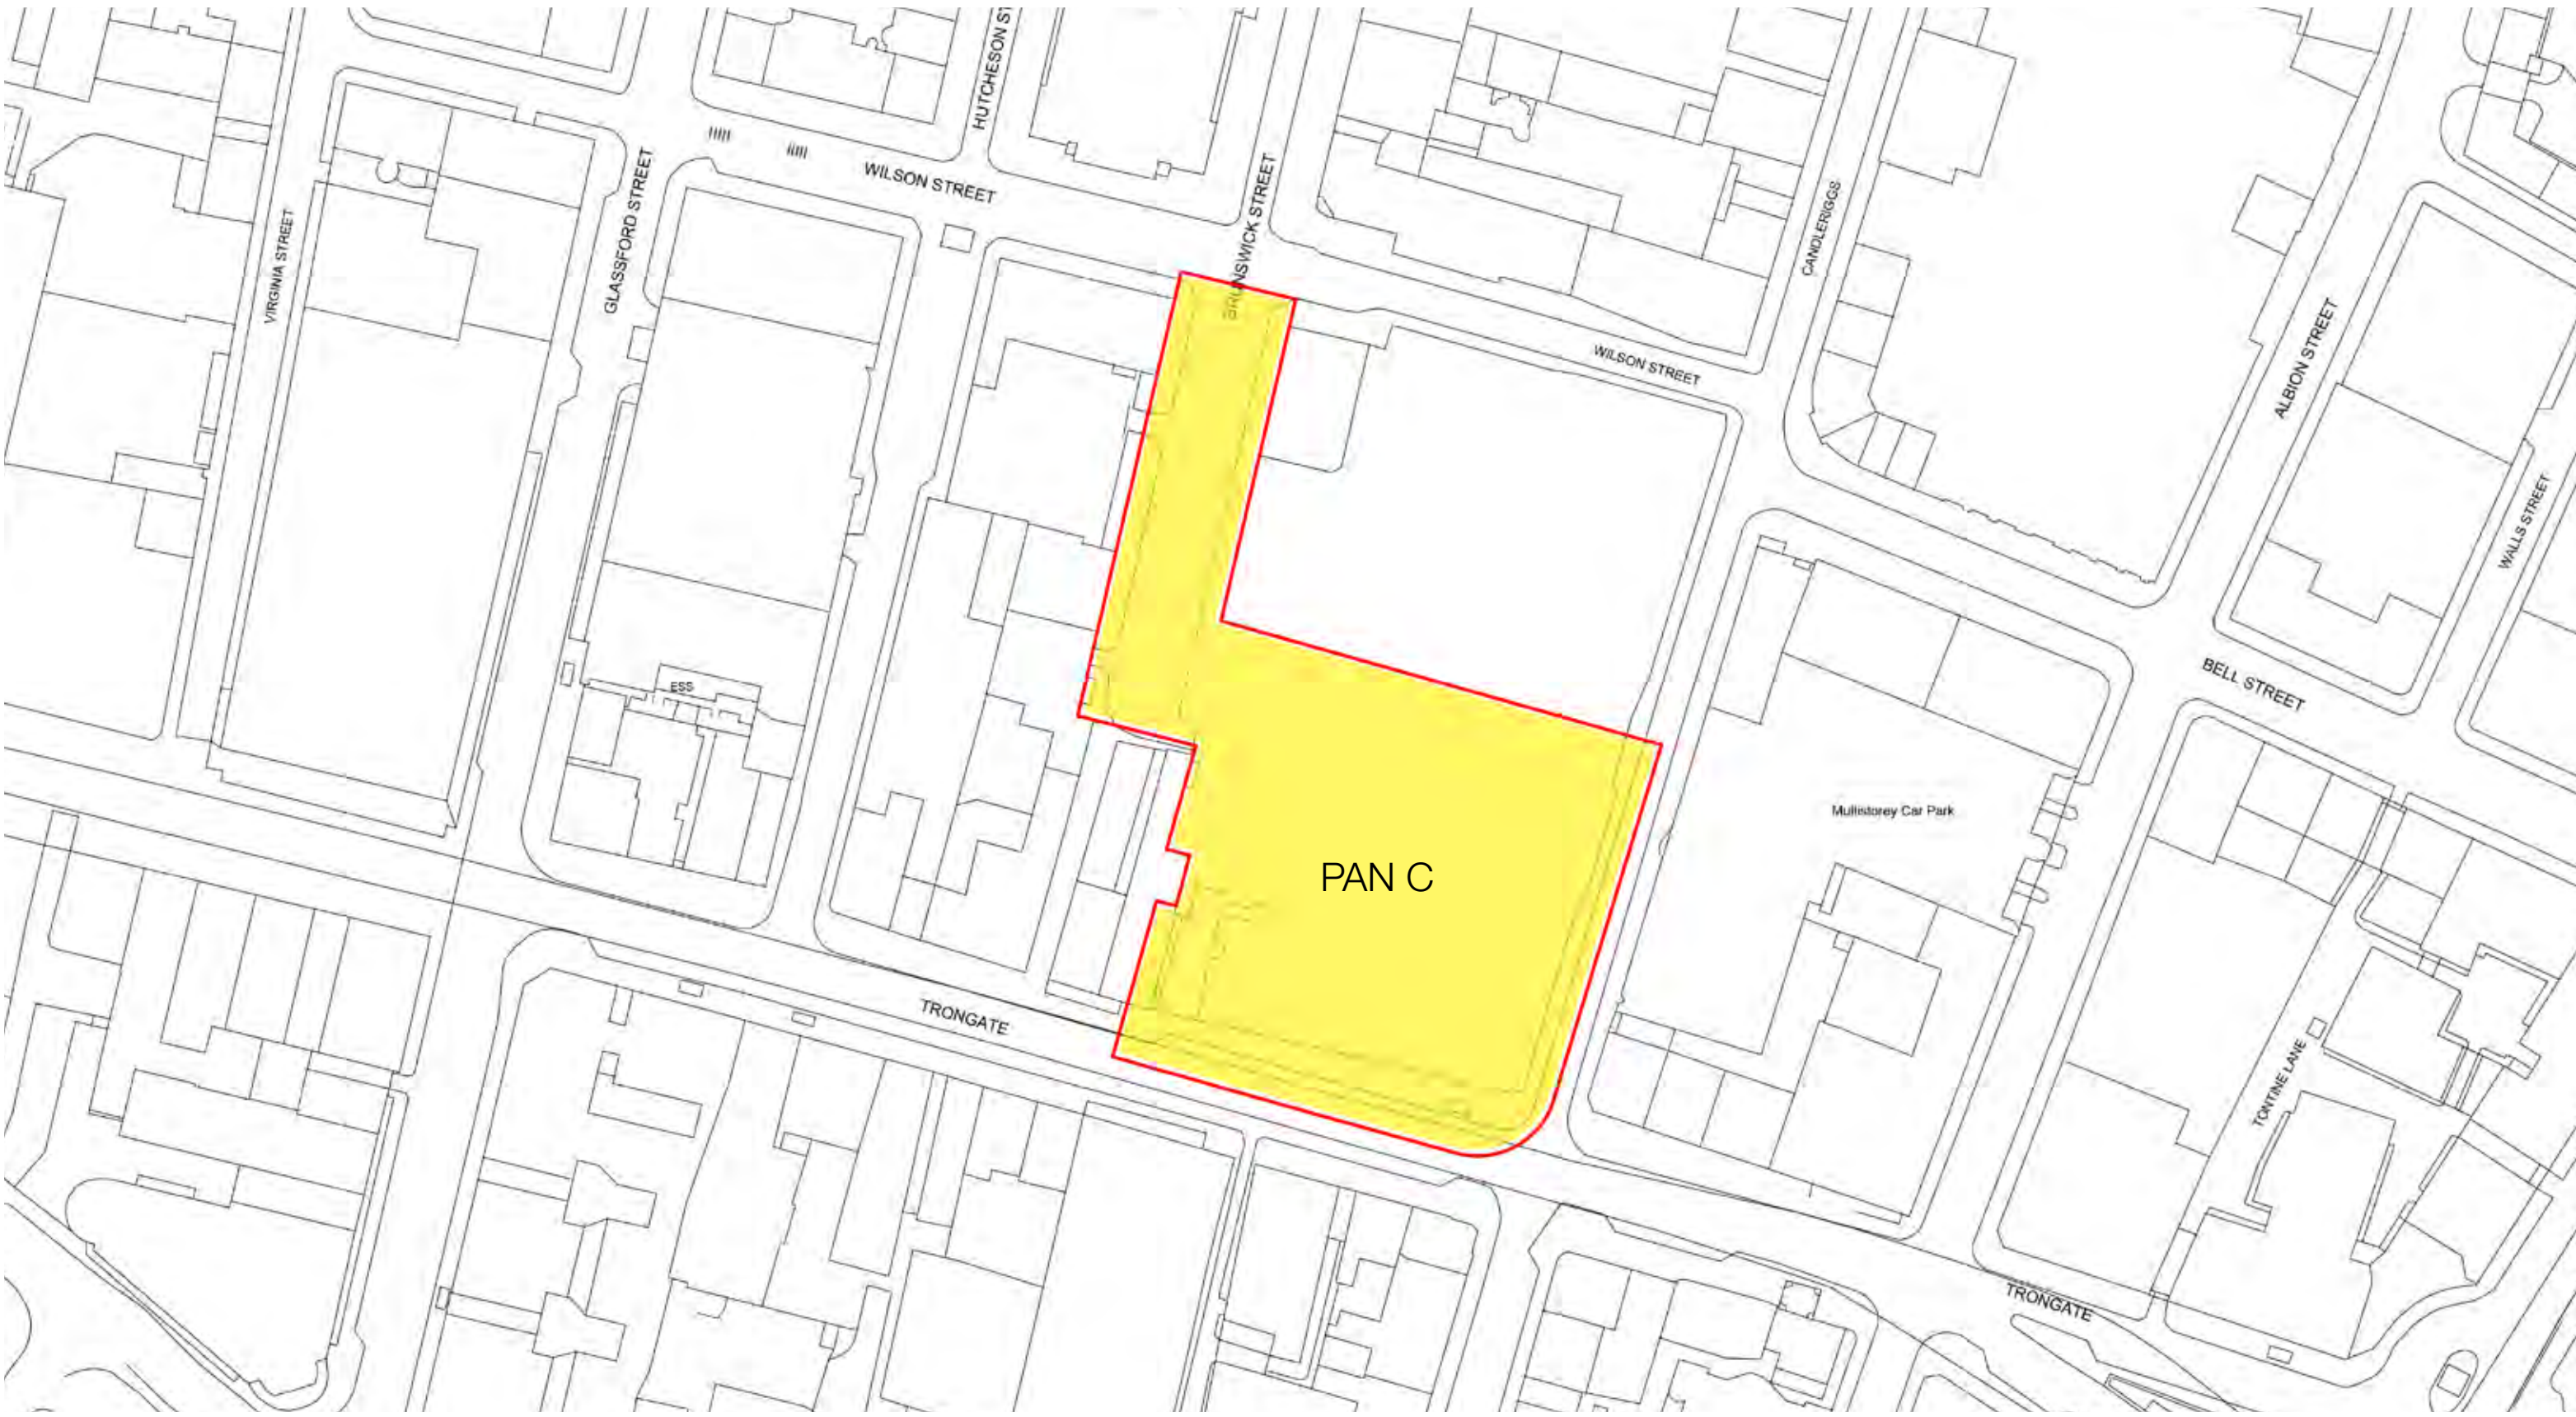 HUTCHESON ST
WILSON STREET
GLASSFORD STREET
VIRGINIA STREET
BRUNSWICK STREET
CANDLERIGGS
WILSON STREET
ALBION STREET
WALLS STREET
BELL STREET
ESS
Multistorey Car Park
PAN C
TRONGATE
TONTINE LANE
TRONGATE